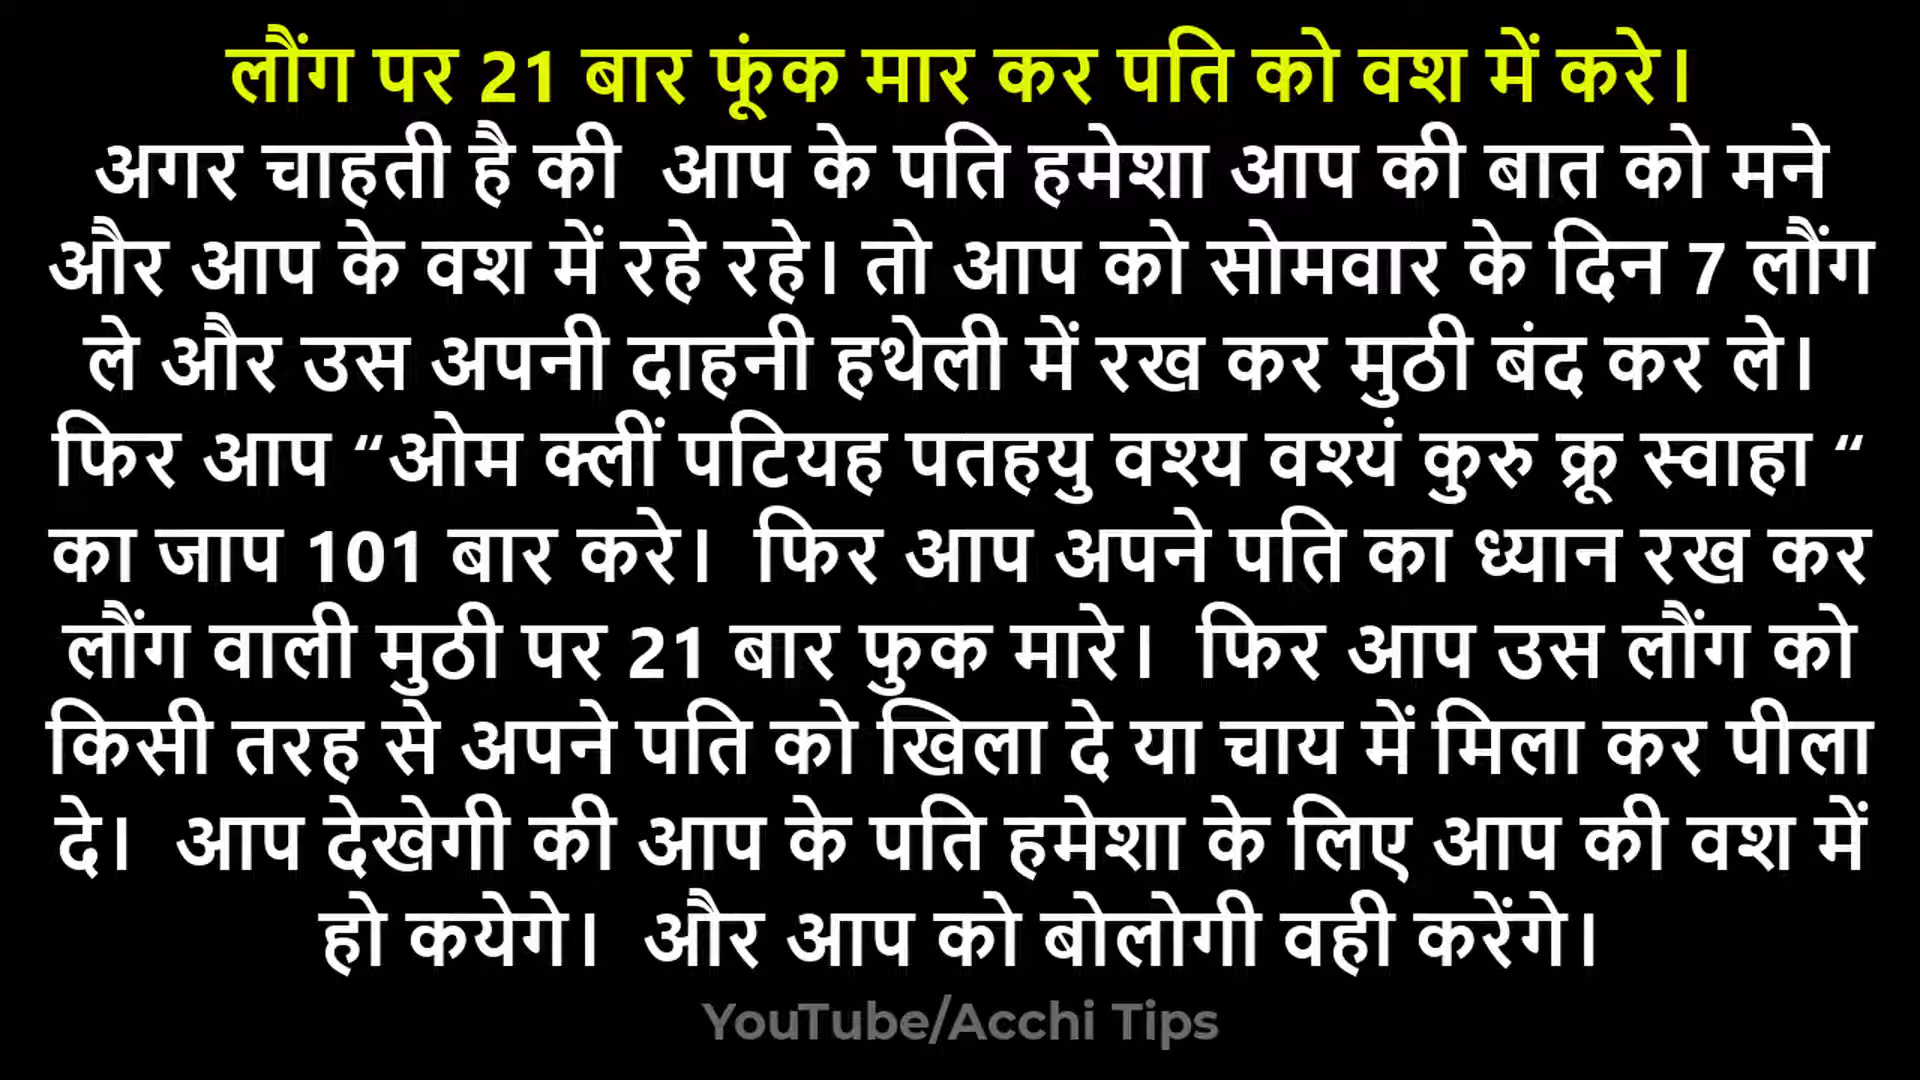 लौंग पर 21 बार फूंक मार कर पति को वश में करे।
अगर चाहती है की आप के पति हमेशा आप की बात को मने
और आप के वश में रहे रहे। तो आप को सोमवार के दिन 7 लौंग
ले और उस अपनी दाहनी हथेली में रख कर मुठी बंद कर ले।
फिर आप “ओम क्लीं पटियह पतहयु वश्य वश्यं कुरु क्रू स्वाहा “
का जाप 101 बार करे। फिर आप अपने पति का ध्यान रख कर
लौंग वाली मुठी पर 21 बार फुक मारे। फिर आप उस लौंग को
किसी तरह से अपने पति को खिला दे या चाय में मिला कर पीला
दे। आप देखेगी की आप के पति हमेशा के लिए आप की वश में
हो कयेगे। और आप को बोलोगी वही करेंगे।
YouTube/Acchi Tips